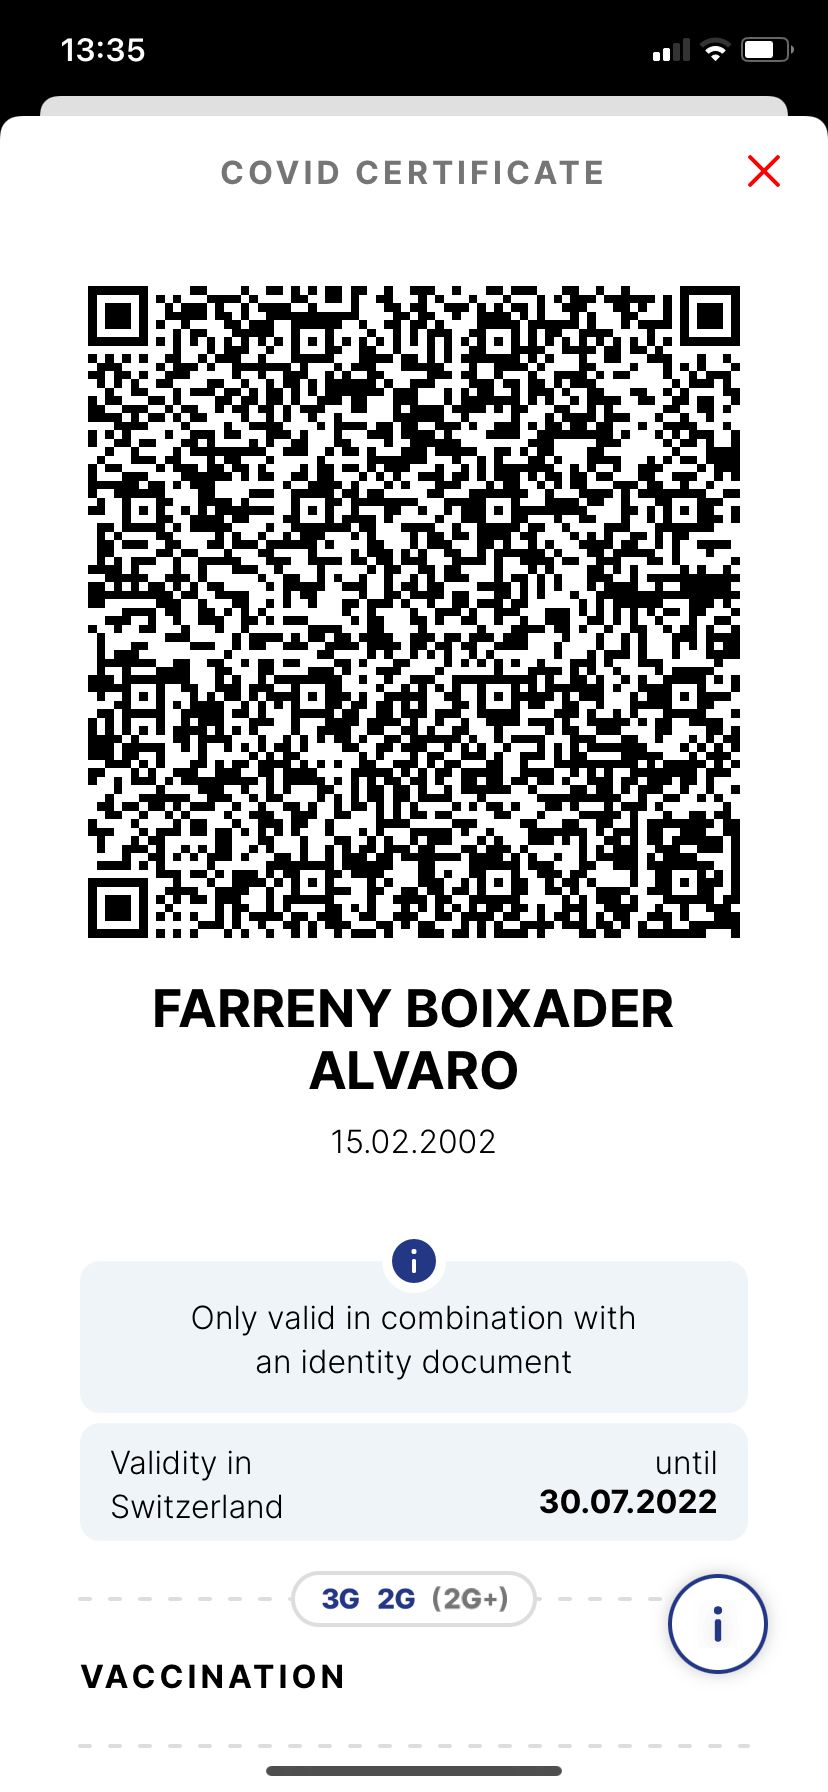 13:35
COVID CERTIFICATE
FARRENY BOIXADER
ALVARO
15.02.2002
i
Only valid in combination with
an identity document
Validity in
Switzerland
until
30.07.2022
3G 2G (2G+)
i
VACCINATION